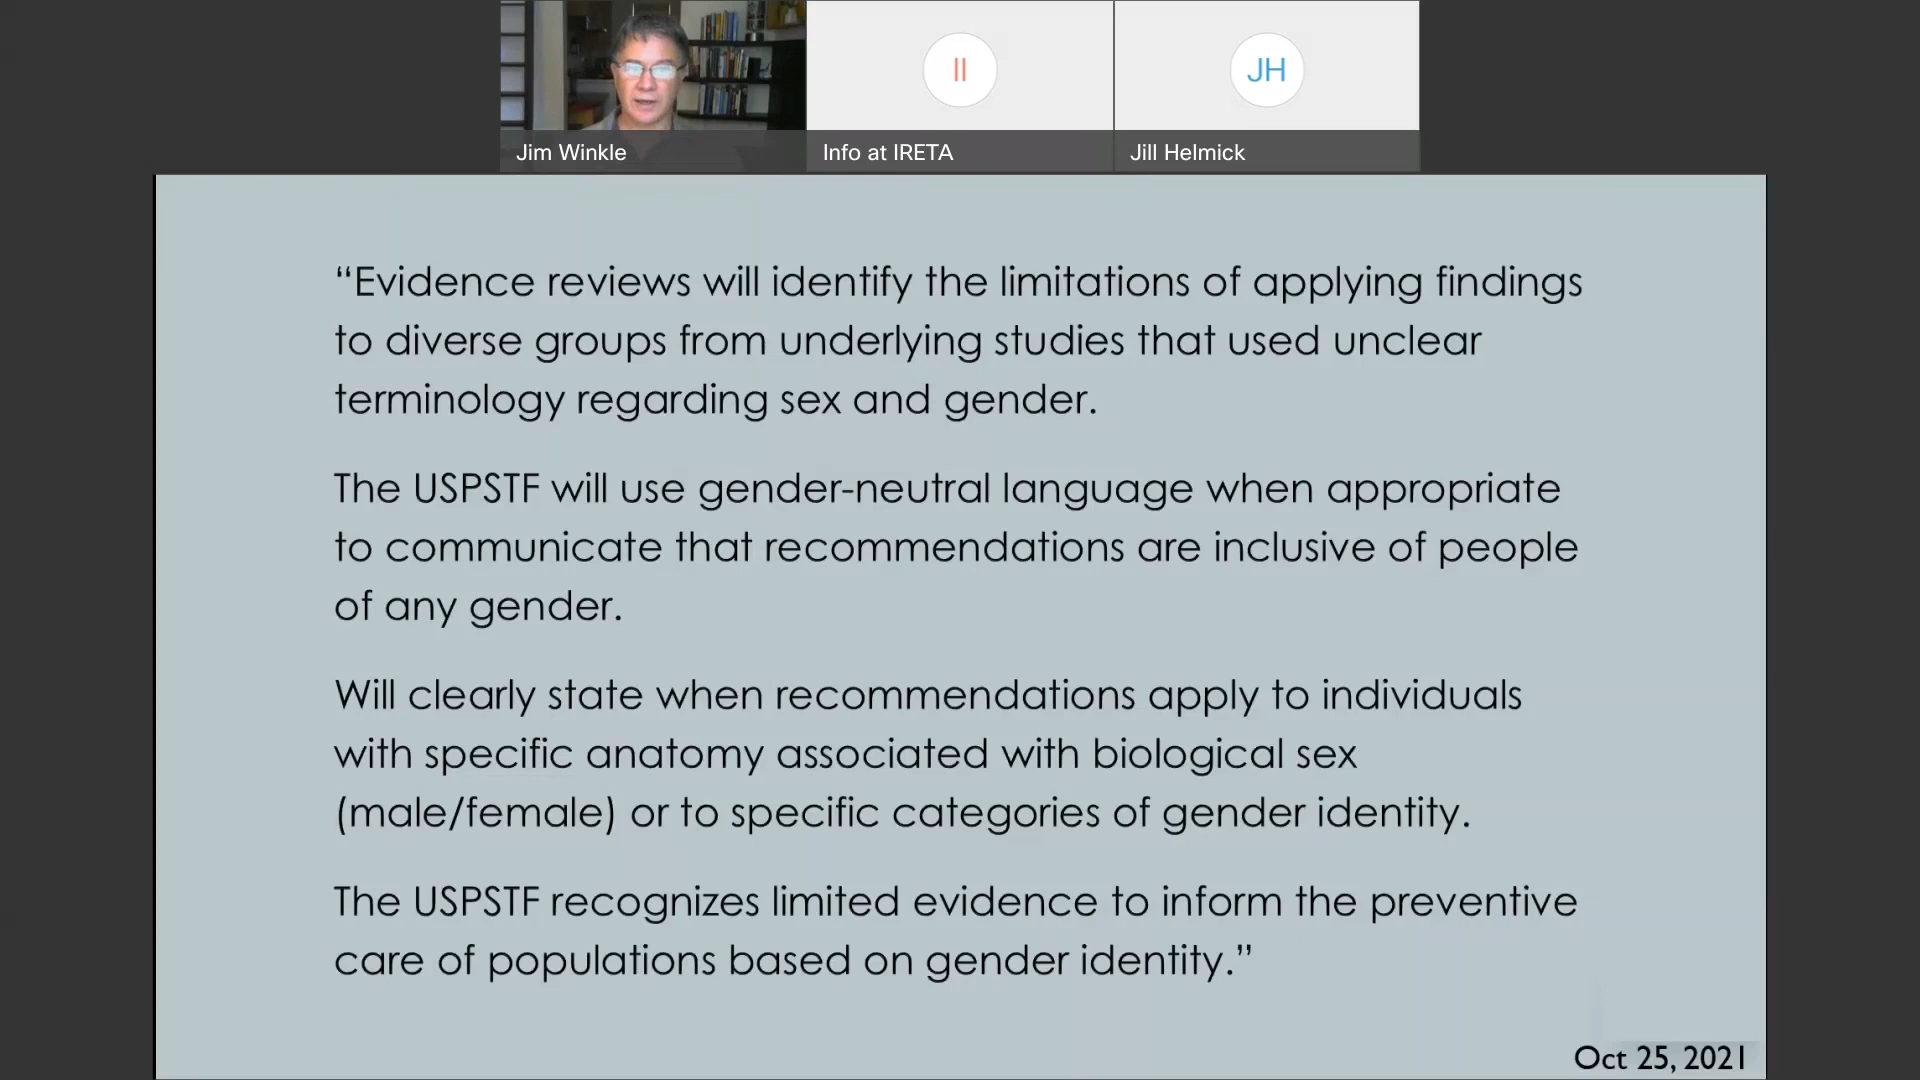 Jim Winkle
II
Info at IRETA
JH
Jill Helmick
“Evidence reviews will identify the limitations of applying findings
to diverse groups from underlying studies that used unclear
terminology regarding sex and gender.
The USPSTF will use gender-neutral language when appropriate
to communicate that recommendations are inclusive of people
of any gender.
Will clearly state when recommendations apply to individuals
with specific anatomy associated with biological sex
(male/female) or to specific categories of gender identity.
The USPSTF recognizes limited evidence to inform the preventive
care of populations based on gender identity.”
Oct 25, 2021